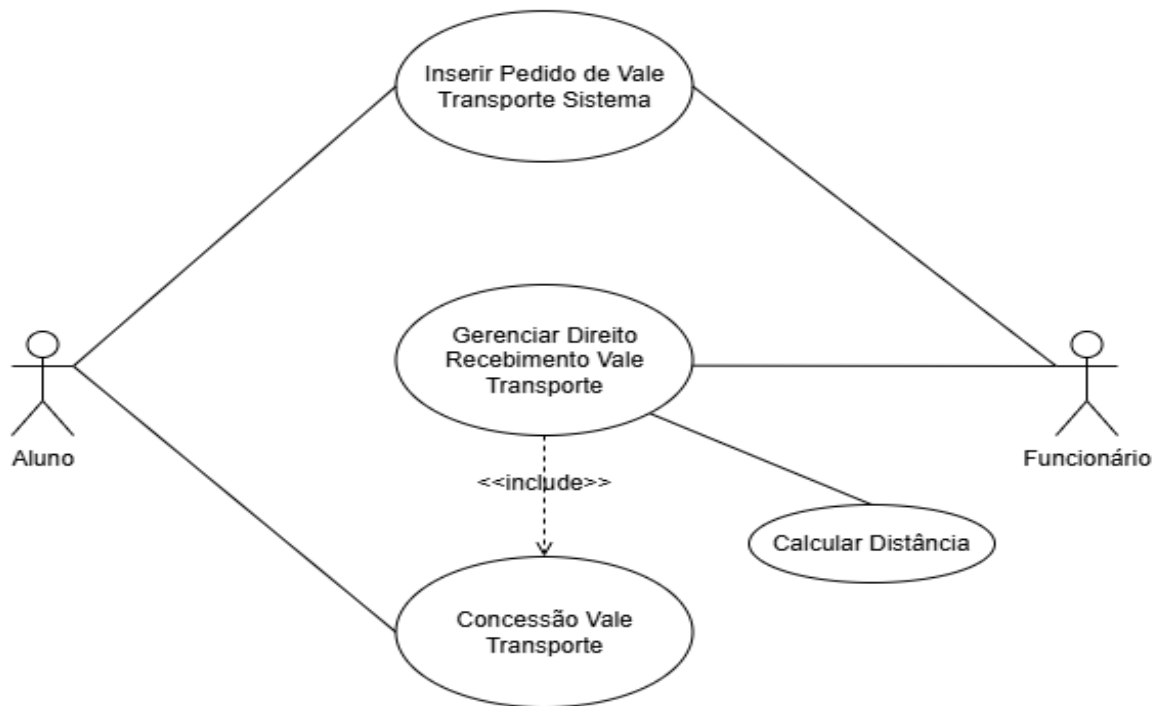 Inserir Pedido de Vale
Transporte Sistema
Gerenciar Direito
Recebimento Vale
Transporte
Aluno
Funcionário
<<include>>
Calcular Distância
Concessão Vale
Transporte